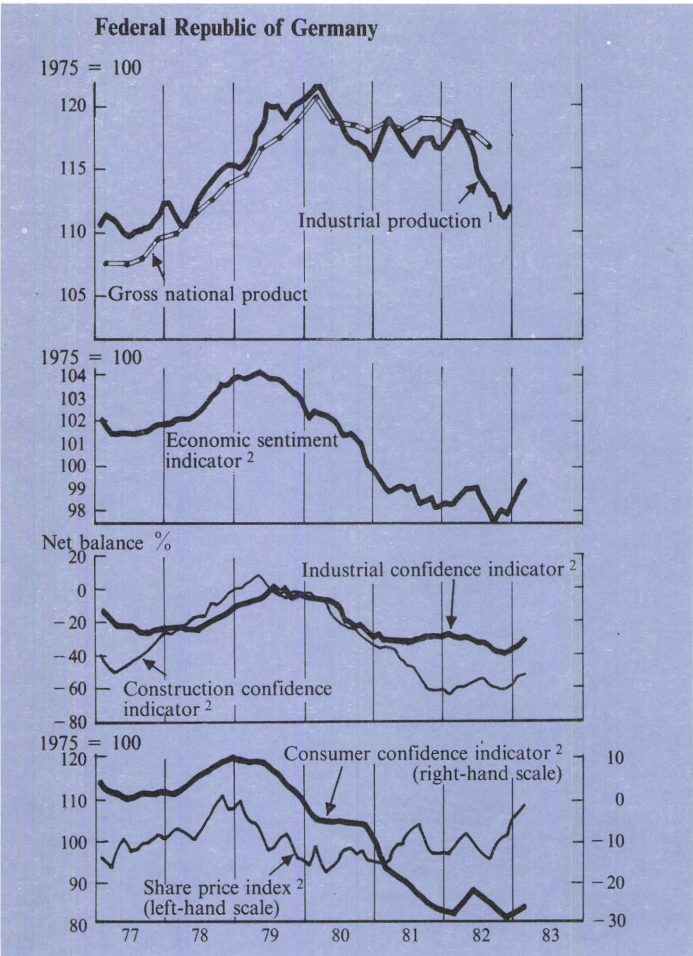 Federal Republic of Germany
1975 = 100
120
115
110
105
Industrial production 1
Gross national product
1975 = 100
104
103
102
101
100
99
98
Economic sentiment
indicator 2
Net balance %
20
0
−20
−40
−60
−80
Industrial confidence indicator 2
Construction confidence
indicator 2
1975 = 100
120
110
100
90
80
Consumer confidence indicator 2
(right-hand scale)
10
0
−10
−20
−30
Share price index 2
(left-hand scale)
77 78 79 80 81 82 83